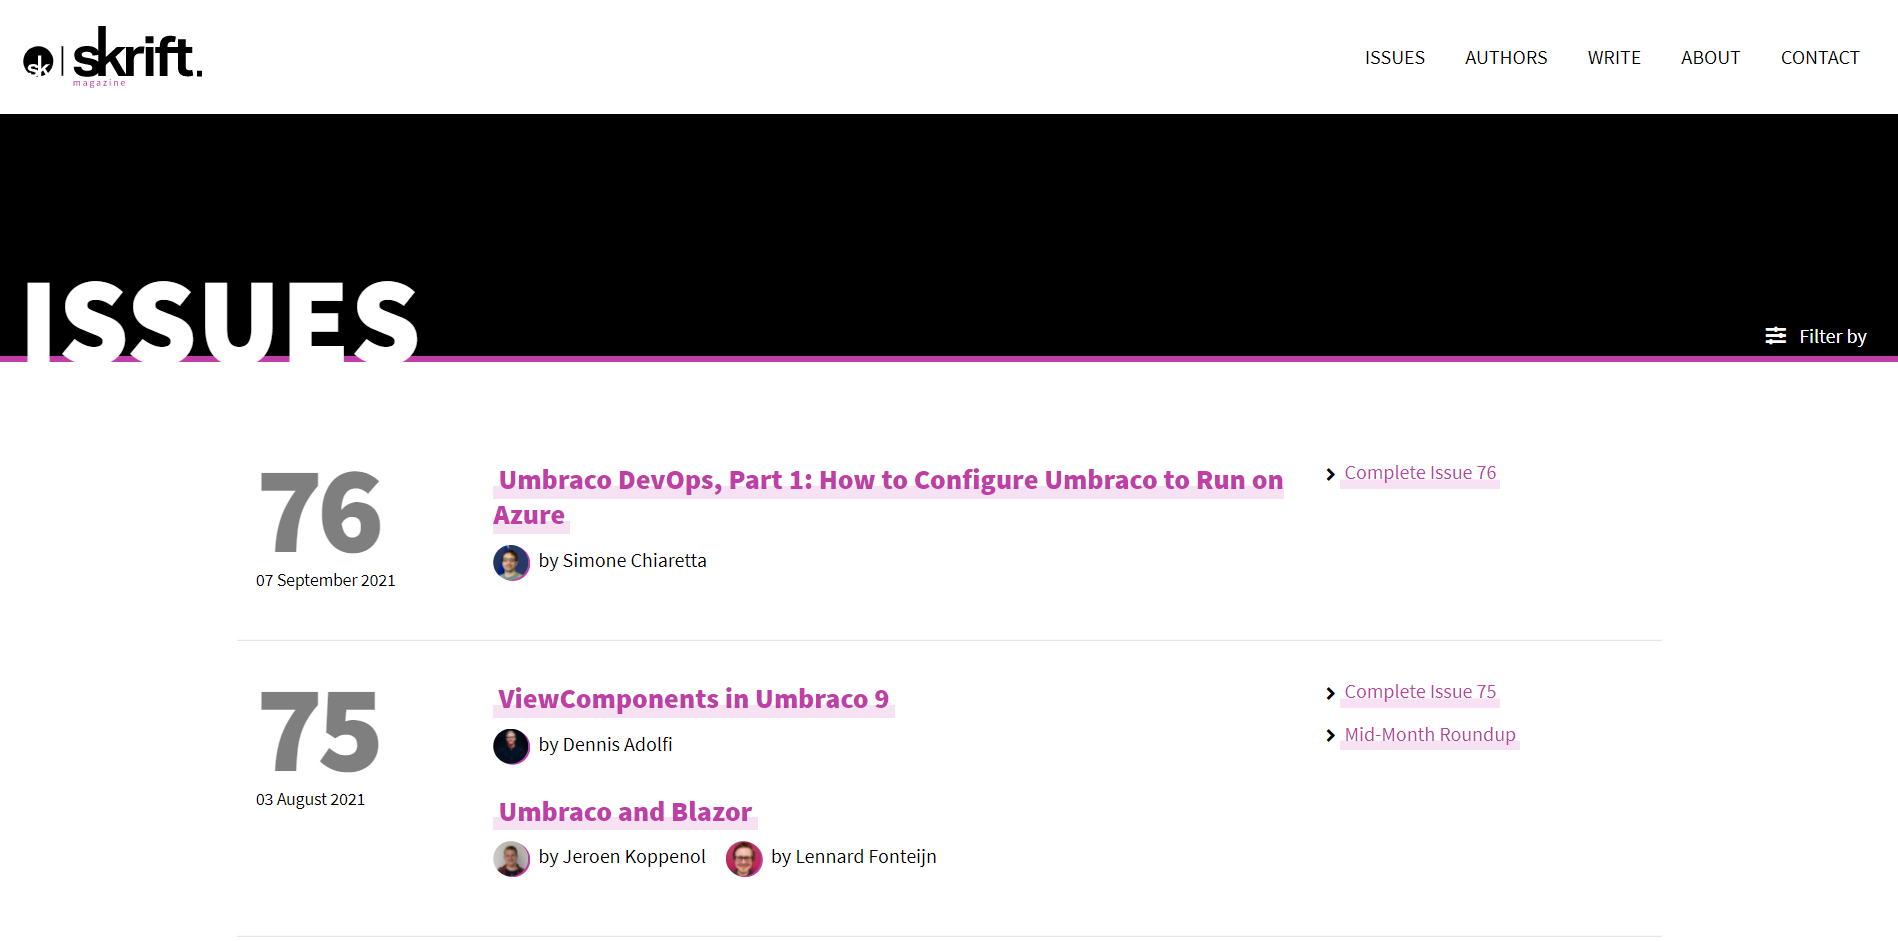 sk | skrift.
magazine
ISSUES AUTHORS WRITE ABOUT CONTACT
ISSUES
Filter by
76
07 September 2021
Umbraco DevOps, Part 1: How to Configure Umbraco to Run on
Azure
by Simone Chiaretta
Complete Issue 76
75
03 August 2021
ViewComponents in Umbraco 9
by Dennis Adolfi
Umbraco and Blazor
by Jeroen Koppenol by Lennard Fonteijn
Complete Issue 75
Mid-Month Roundup